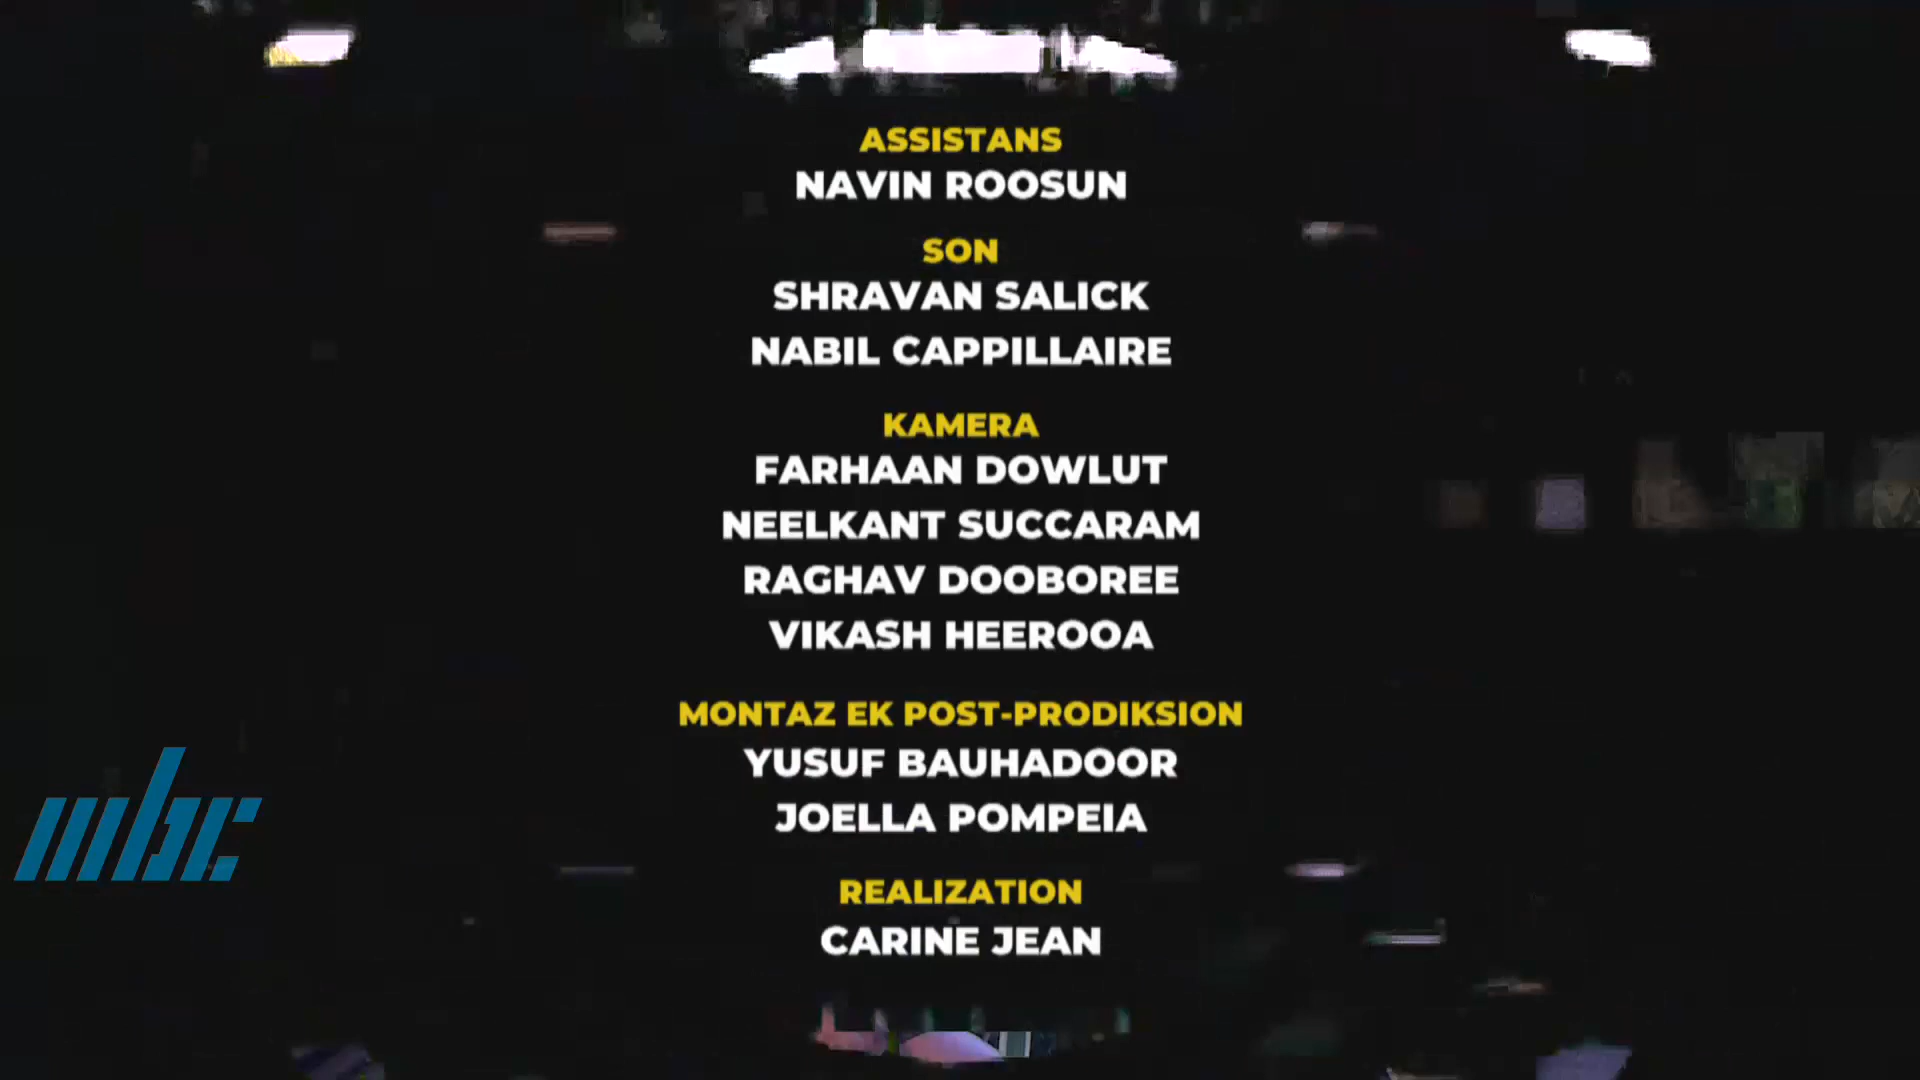 ASSISTANS
NAVIN ROOSUN
SON
SHRAVAN SALICK
NABIL CAPPILLAIRE
KAMERA
FARHAAN DOWLUT
NEELKANT SUCCARAM
RAGHAV DOOBOREE
VIKASH HEEROOA
MONTAZ EK POST-PRODIKSION
YUSUF BAUHADOOR
JOELLA POMPEIA
mbc
REALIZATION
CARINE JEAN